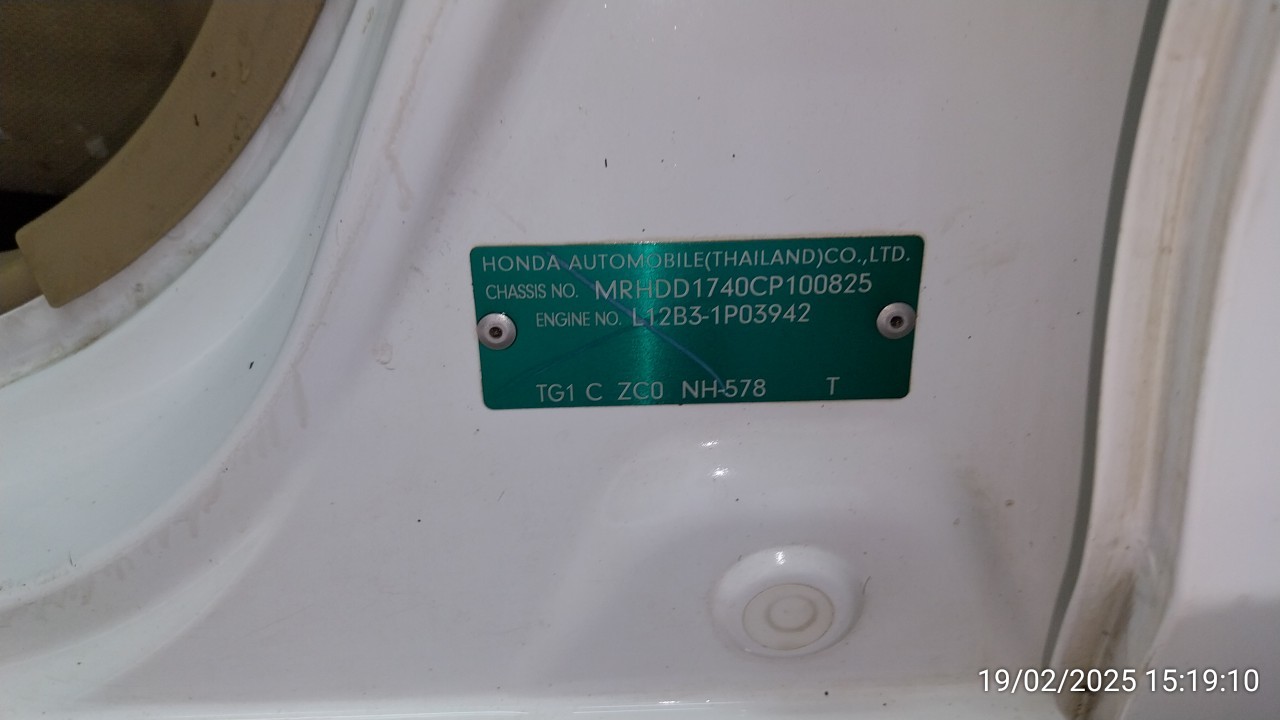 HONDA AUTOMOBILE(THAILAND)CO.,LTD.
CHASSIS NO. MRHDD1740CP100825
ENGINE NO. L12B3-1P03942
TG1 C ZC0 NH-578 T
19/02/2025 15:19:10